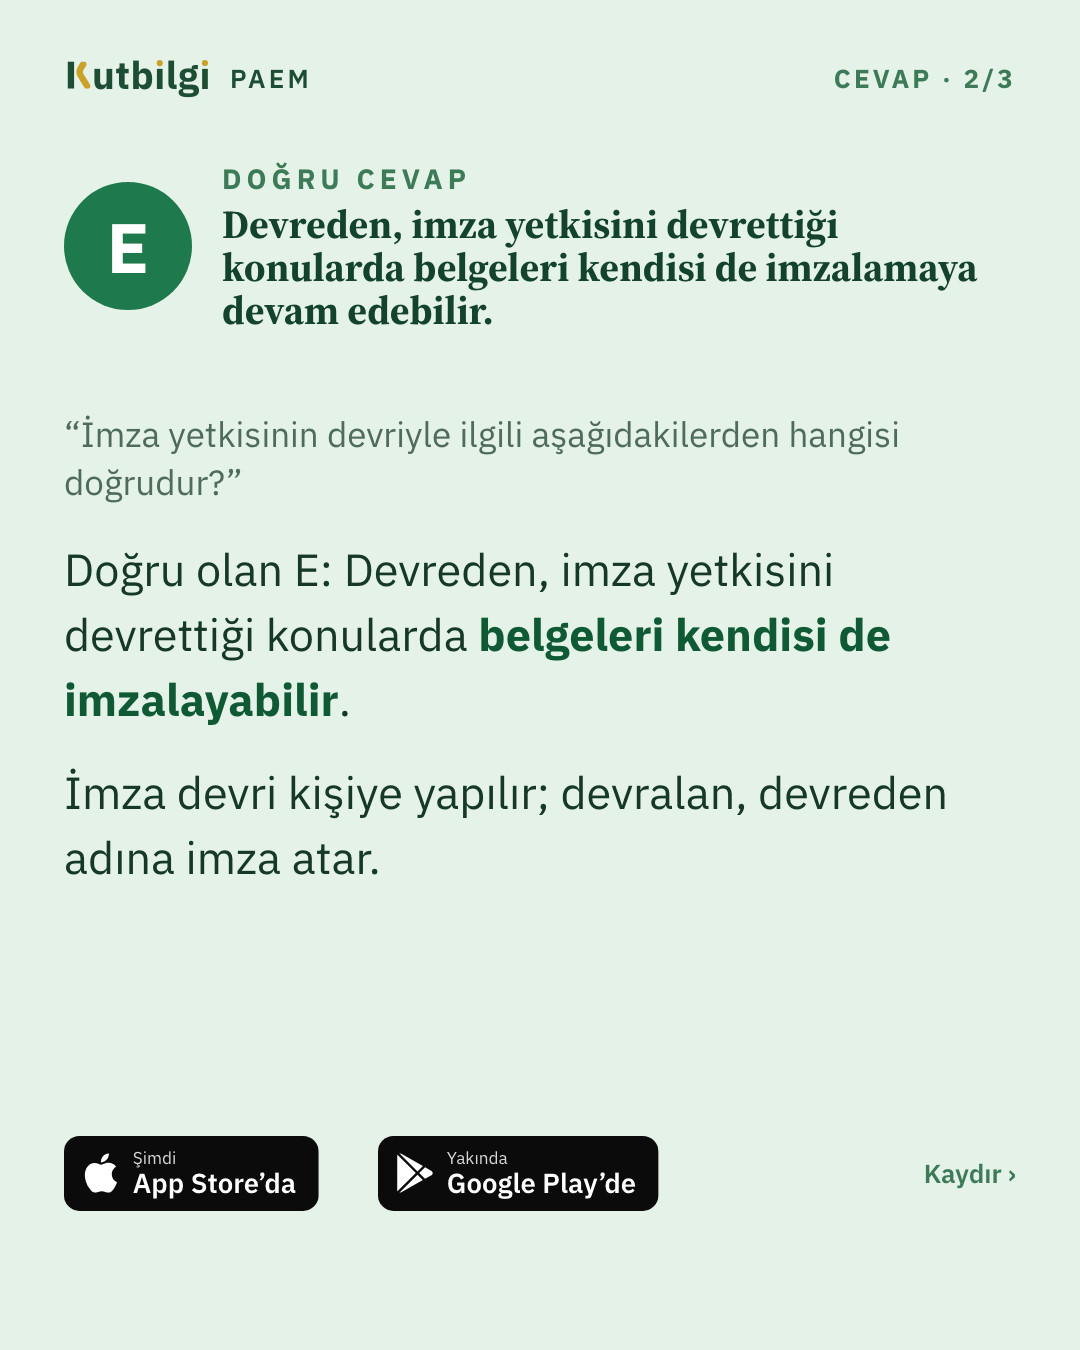 Kutbilgi PAEM
CEVAP · 2/3
DOĞRU CEVAP
E
Devreden, imza yetkisini devrettiği
konularda belgeleri kendisi de imzalamaya
devam edebilir.
“İmza yetkisinin devriyle ilgili aşağıdakilerden hangisi
doğrudur?”
Doğru olan E: Devreden, imza yetkisini
devrettiği konularda belgeleri kendisi de
imzalayabilir.
İmza devri kişiye yapılır; devralan, devreden
adına imza atar.
Şimdi
App Store’da
Yakında
Google Play’de
Kaydır ›